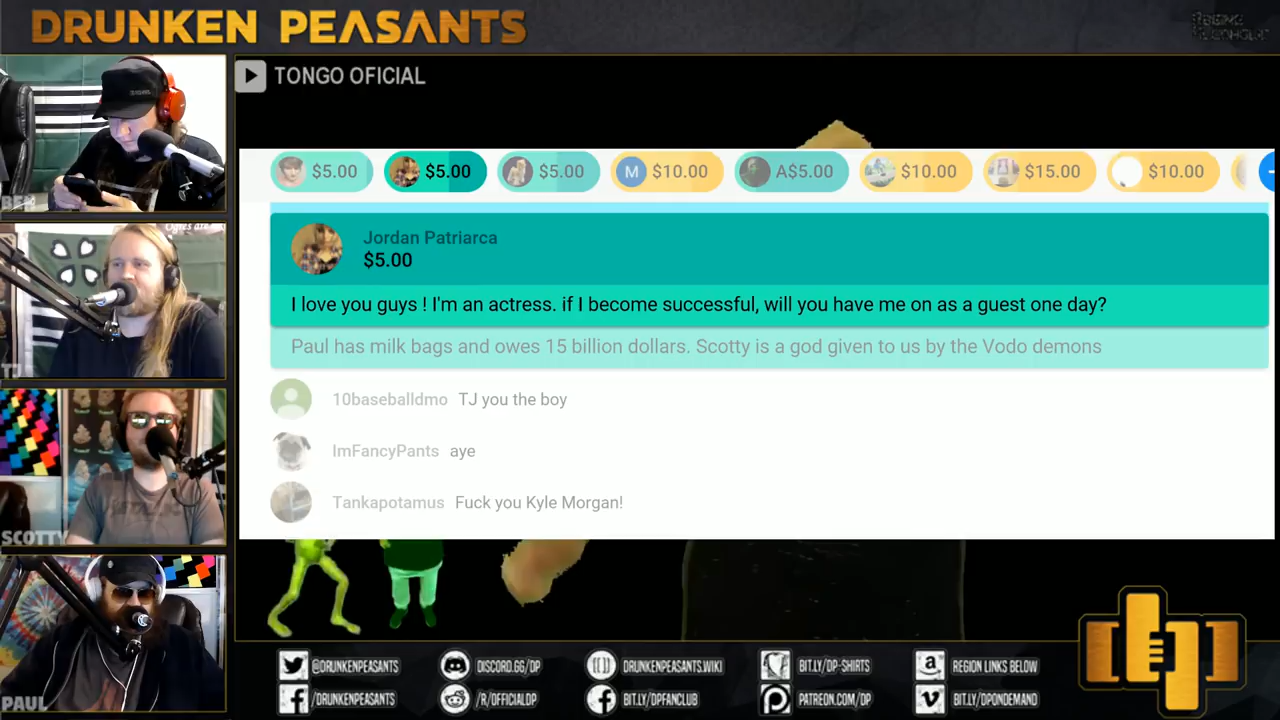 DRUNKEN PEASANTS
TONGO OFICIAL
$5.00 $5.00 $5.00 M $10.00 A$5.00 $10.00 $15.00 $10.00
Jordan Patriarca
$5.00
I love you guys ! I'm an actress. if I become successful, will you have me on as a guest one day?
Paul has milk bags and owes 15 billion dollars. Scotty is a god given to us by the Vodo demons
10baseballdmo TJ you the boy
ImFancyPants aye
Tankapotamus Fuck you Kyle Morgan!
BEN
TJ
SCOTTY
PAUL
@DRUNKENPEASANTS DISCORD.GG/DP DRUNKENPEASANTS.WIKI BIT.LY/DP-SHIRTS REGION LINKS BELOW
/DRUNKENPEASANTS /R/OFFICIALDP BIT.LY/DPFANCLUB PATREON.COM/DP BIT.LY/DPONDEMAND